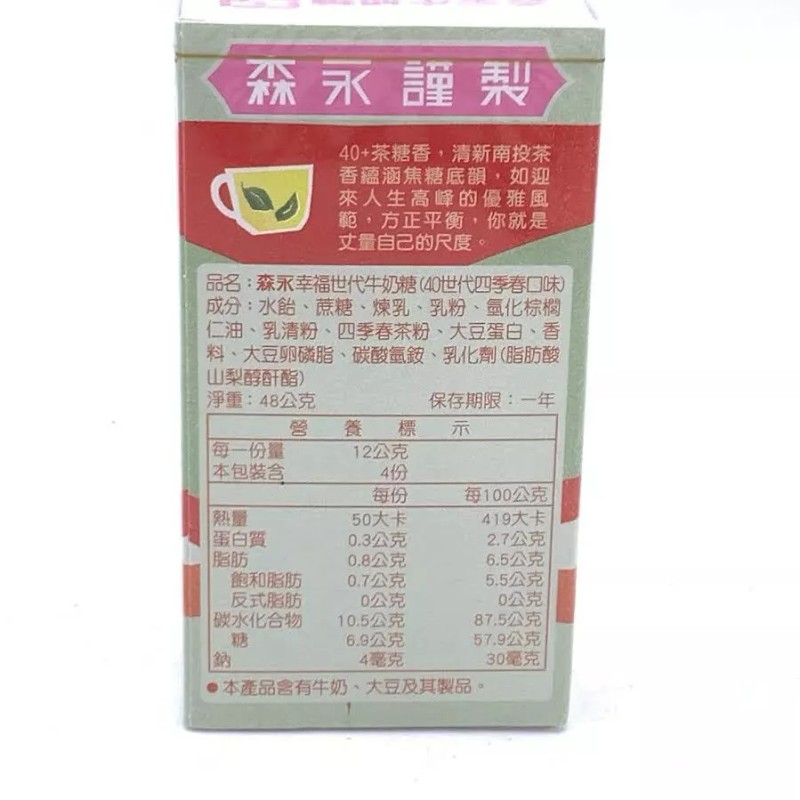 森永謹製
40+茶糖香，清新南投茶
香蘊涵焦糖底韻，如迎
來人生高峰的優雅風
範，方正平衡，你就是
丈量自己的尺度。
品名：森永幸福世代牛奶糖(40世代四季春口味)
成分：水飴、蔗糖、煉乳、乳粉、氫化棕櫚
仁油、乳清粉、四季春茶粉、大豆蛋白、香
料、大豆卵磷脂、碳酸氫銨、乳化劑(脂肪酸
山梨醇酐酯)
淨重：48公克 保存期限：一年
營養標示
每一份量 12公克
本包裝含 4份
每份 每100公克
熱量 50大卡 419大卡
蛋白質 0.3公克 2.7公克
脂肪 0.8公克 6.5公克
飽和脂肪 0.7公克 5.5公克
反式脂肪 0公克 0公克
碳水化合物 10.5公克 87.5公克
糖 6.9公克 57.9公克
鈉 4毫克 30毫克
●本產品含有牛奶、大豆及其製品。